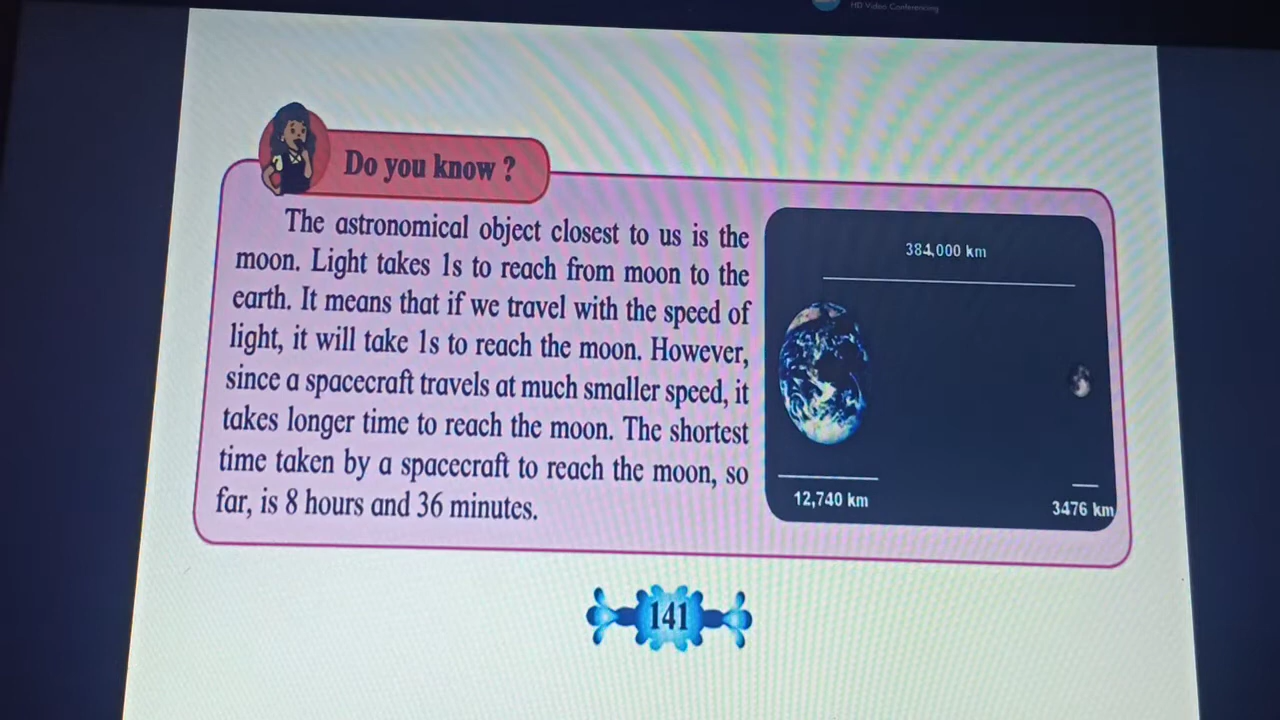 HD Video Conferencing
Do you know ?
The astronomical object closest to us is the
moon. Light takes 1s to reach from moon to the
earth. It means that if we travel with the speed of
light, it will take 1s to reach the moon. However,
since a spacecraft travels at much smaller speed, it
takes longer time to reach the moon. The shortest
time taken by a spacecraft to reach the moon, so
far, is 8 hours and 36 minutes.
384,000 km
12,740 km
3476 km
141